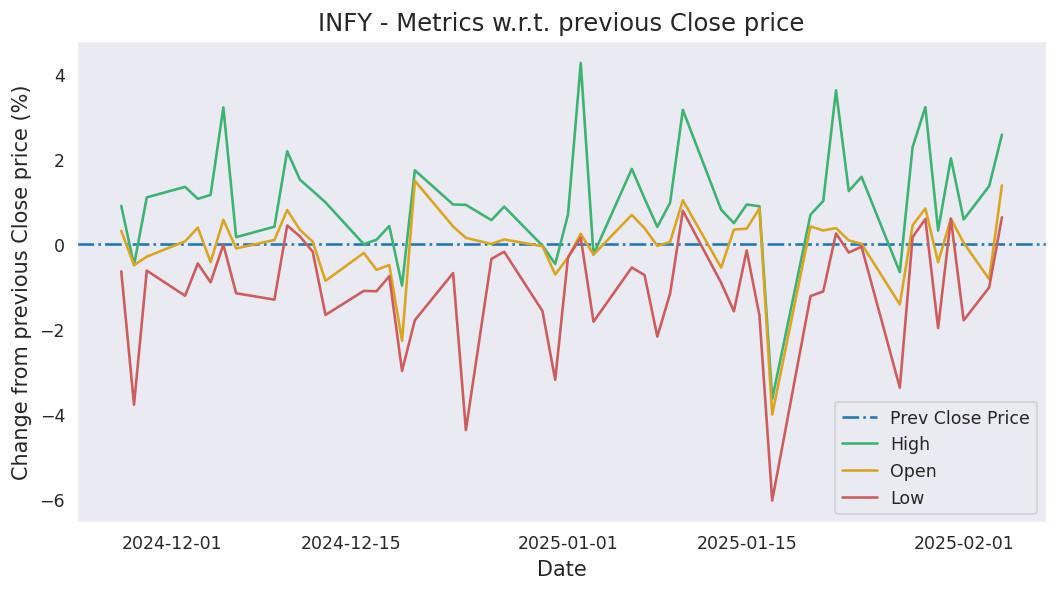 INFY - Metrics w.r.t. previous Close price
Change from previous Close price (%)
4
2
0
−2
−4
−6
Prev Close Price
High
Open
Low
2024-12-01 2024-12-15 2025-01-01 2025-01-15 2025-02-01
Date